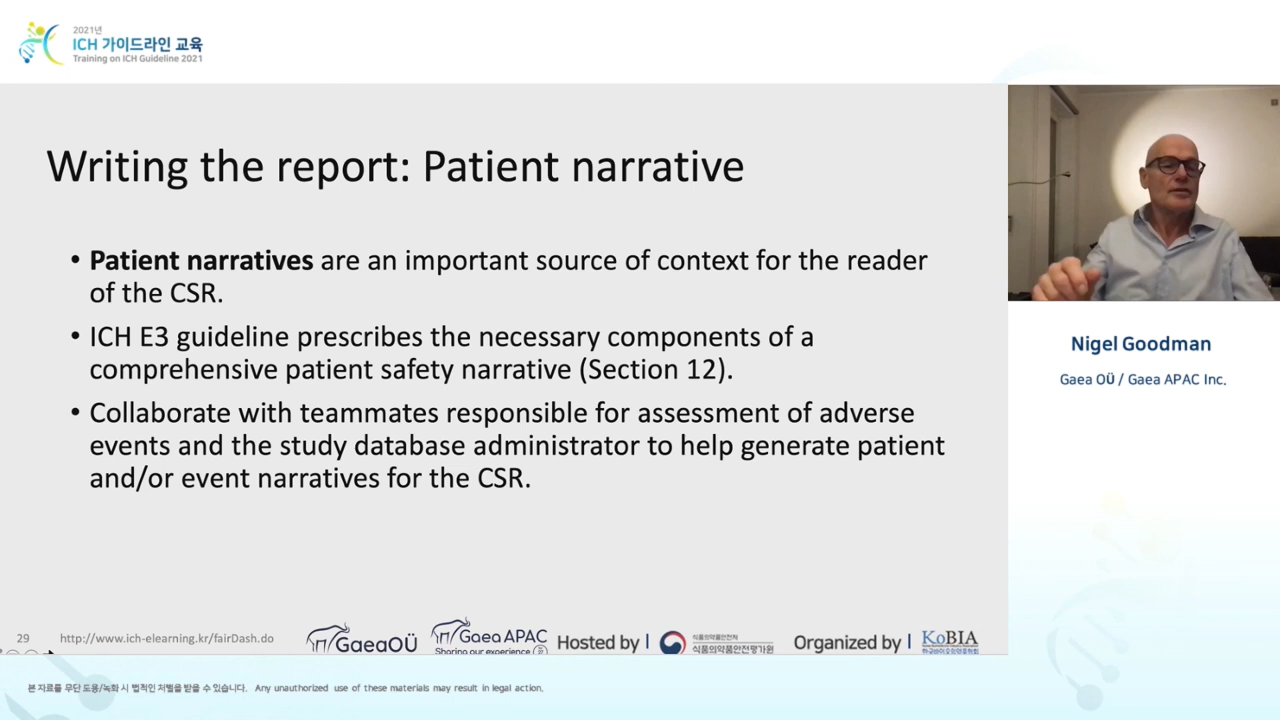 2021년
ICH 가이드라인 교육
Training on ICH Guideline 2021
Writing the report: Patient narrative
• Patient narratives are an important source of context for the reader
of the CSR.
• ICH E3 guideline prescribes the necessary components of a
comprehensive patient safety narrative (Section 12).
• Collaborate with teammates responsible for assessment of adverse
events and the study database administrator to help generate patient
and/or event narratives for the CSR.
Nigel Goodman
Gaea OÜ / Gaea APAC Inc.
29
http://www.ich-elearning.kr/fairDash.do
GaeaOÜ
Gaea APAC
Sharing our experience
Hosted by |
식품의약품안전처
식품의약품안전평가원
Organized by |
KoBIA
한국바이오의약품협회
본 자료를 무단 도용/녹화 시 법적인 처벌을 받을 수 있습니다. Any unauthorized use of these materials may result in legal action.